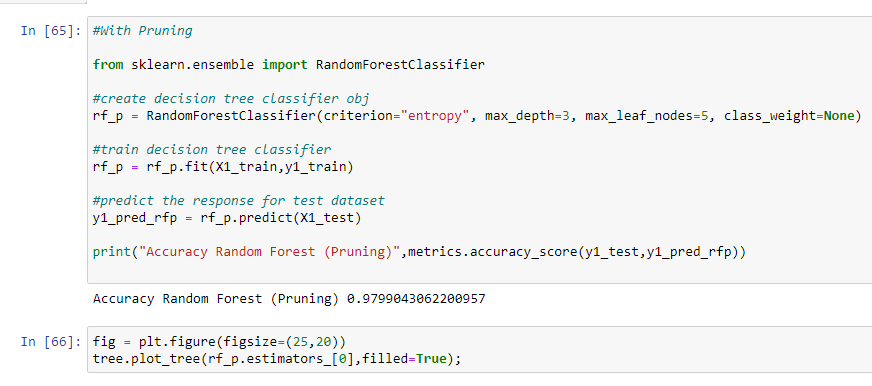 In [65]: #With Pruning
from sklearn.ensemble import RandomForestClassifier
#create decision tree classifier obj
rf_p = RandomForestClassifier(criterion="entropy", max_depth=3, max_leaf_nodes=5, class_weight=None)
#train decision tree classifier
rf_p = rf_p.fit(X1_train,y1_train)
#predict the response for test dataset
y1_pred_rfp = rf_p.predict(X1_test)
print("Accuracy Random Forest (Pruning)",metrics.accuracy_score(y1_test,y1_pred_rfp))
Accuracy Random Forest (Pruning) 0.9799043062200957
In [66]: fig = plt.figure(figsize=(25,20))
tree.plot_tree(rf_p.estimators_[0],filled=True);